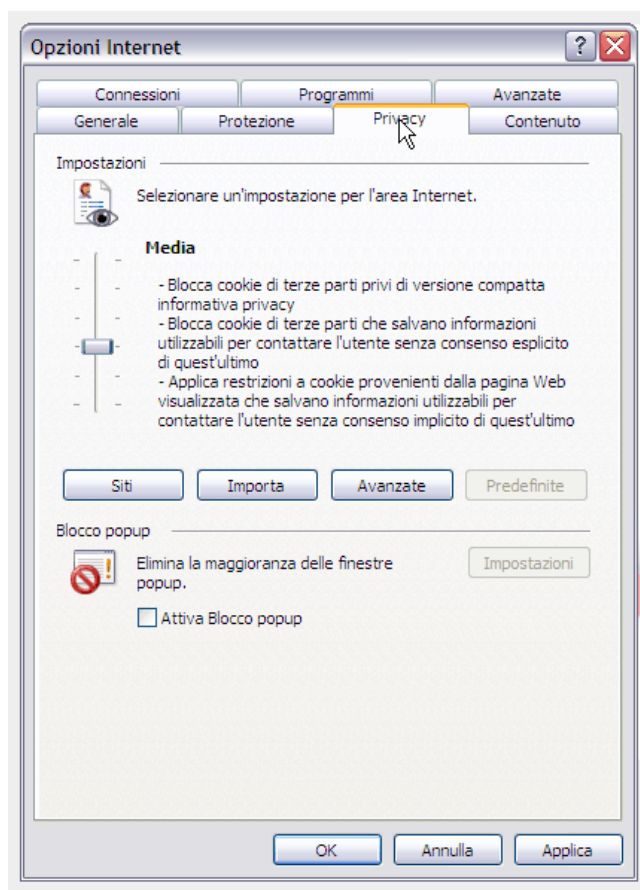 Opzioni Internet
Connessioni Programmi Avanzate
Generale Protezione Privacy Contenuto
Impostazioni
Selezionare un'impostazione per l'area Internet.
Media
- Blocca cookie di terze parti privi di versione compatta
informativa privacy
- Blocca cookie di terze parti che salvano informazioni
utilizzabili per contattare l'utente senza consenso esplicito
di quest'ultimo
- Applica restrizioni a cookie provenienti dalla pagina Web
visualizzata che salvano informazioni utilizzabili per
contattare l'utente senza consenso implicito di quest'ultimo
Siti Importa Avanzate Predefinite
Blocco popup
Elimina la maggioranza delle finestre
popup.
Impostazioni
Attiva Blocco popup
OK Annulla Applica